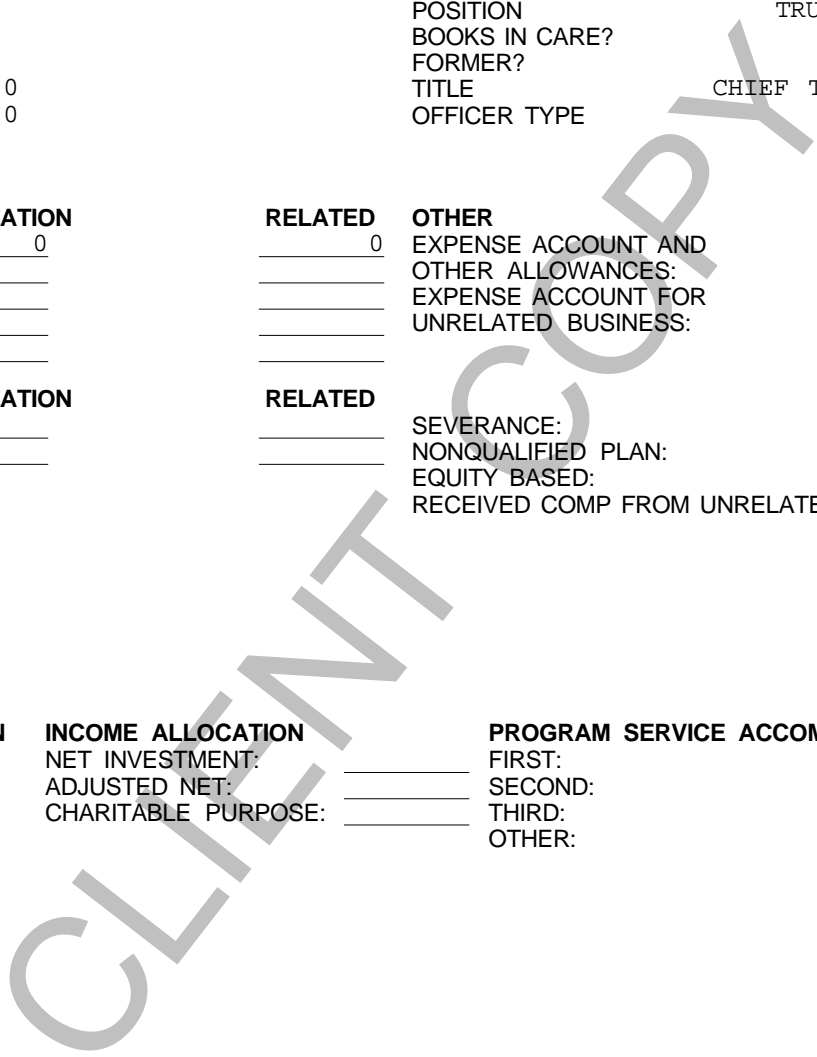 POSITION TRU
BOOKS IN CARE?
FORMER?
0 TITLE CHIEF T
0 OFFICER TYPE
ATION RELATED OTHER
0 0 EXPENSE ACCOUNT AND
OTHER ALLOWANCES:
EXPENSE ACCOUNT FOR
UNRELATED BUSINESS:
ATION RELATED
SEVERANCE:
NONQUALIFIED PLAN:
EQUITY BASED:
RECEIVED COMP FROM UNRELATE
N INCOME ALLOCATION PROGRAM SERVICE ACCOM
NET INVESTMENT: FIRST:
ADJUSTED NET: SECOND:
CHARITABLE PURPOSE: THIRD:
OTHER:
CLIENT COPY